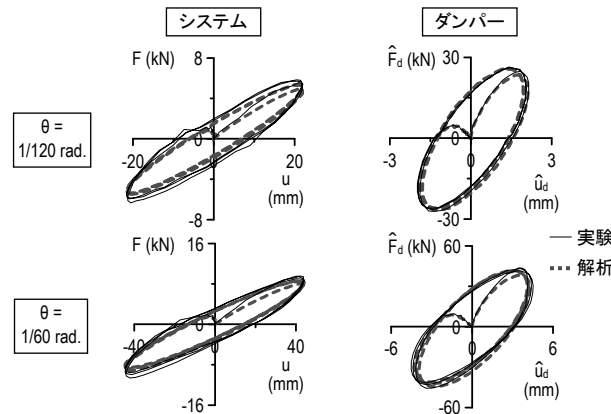 システム
ダンパー
θ =
1/120 rad.
F (kN)
8
0
-20
20
u
(mm)
-8
F̂d (kN)
30
0
-3
3
ûd
(mm)
-30
θ =
1/60 rad.
F (kN)
16
0
-40
40
u
(mm)
-16
F̂d (kN)
60
0
-6
6
ûd
(mm)
-60
実験
解析